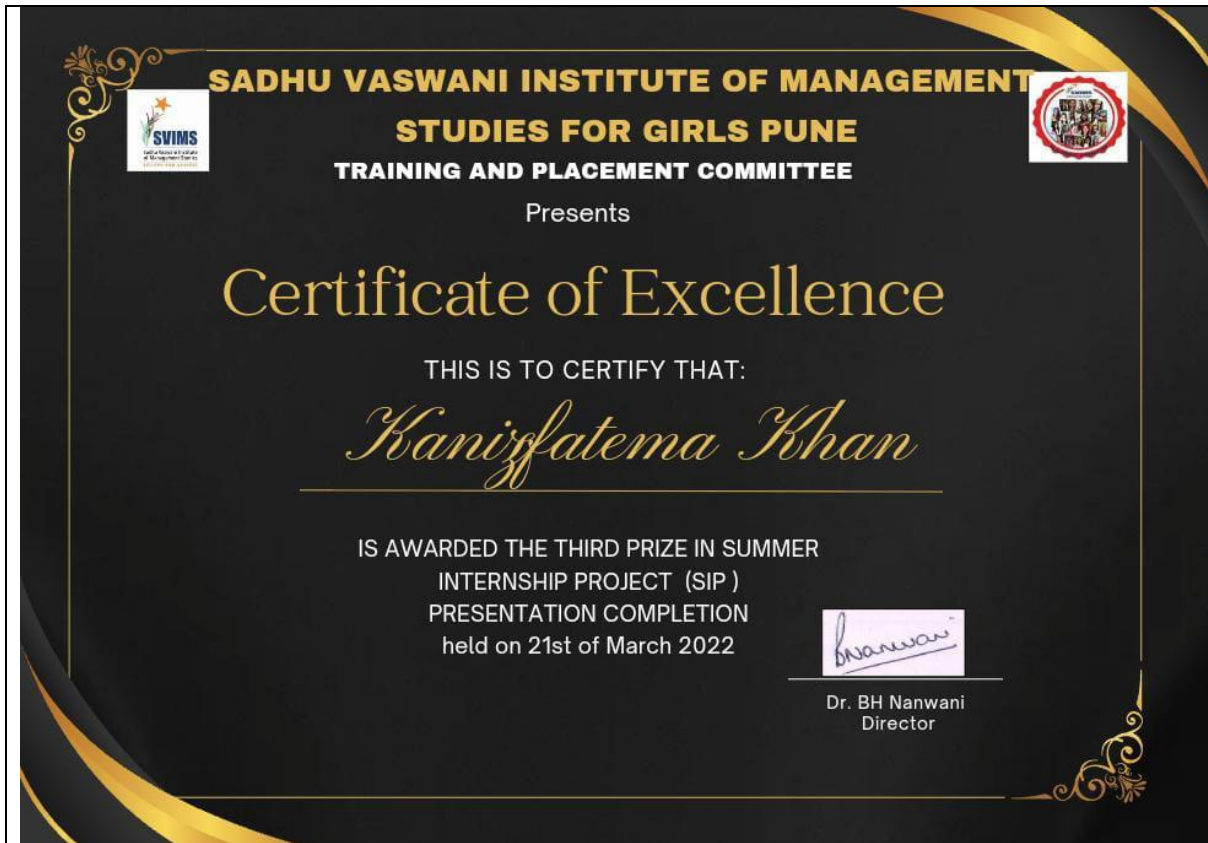 SADHU VASWANI INSTITUTE OF MANAGEMENT
STUDIES FOR GIRLS PUNE
SVIMS
TRAINING AND PLACEMENT COMMITTEE
Presents
Certificate of Excellence
THIS IS TO CERTIFY THAT:
Kanizfatema Khan
IS AWARDED THE THIRD PRIZE IN SUMMER
INTERNSHIP PROJECT (SIP )
PRESENTATION COMPLETION
held on 21st of March 2022
Bnanwani
Dr. BH Nanwani
Director